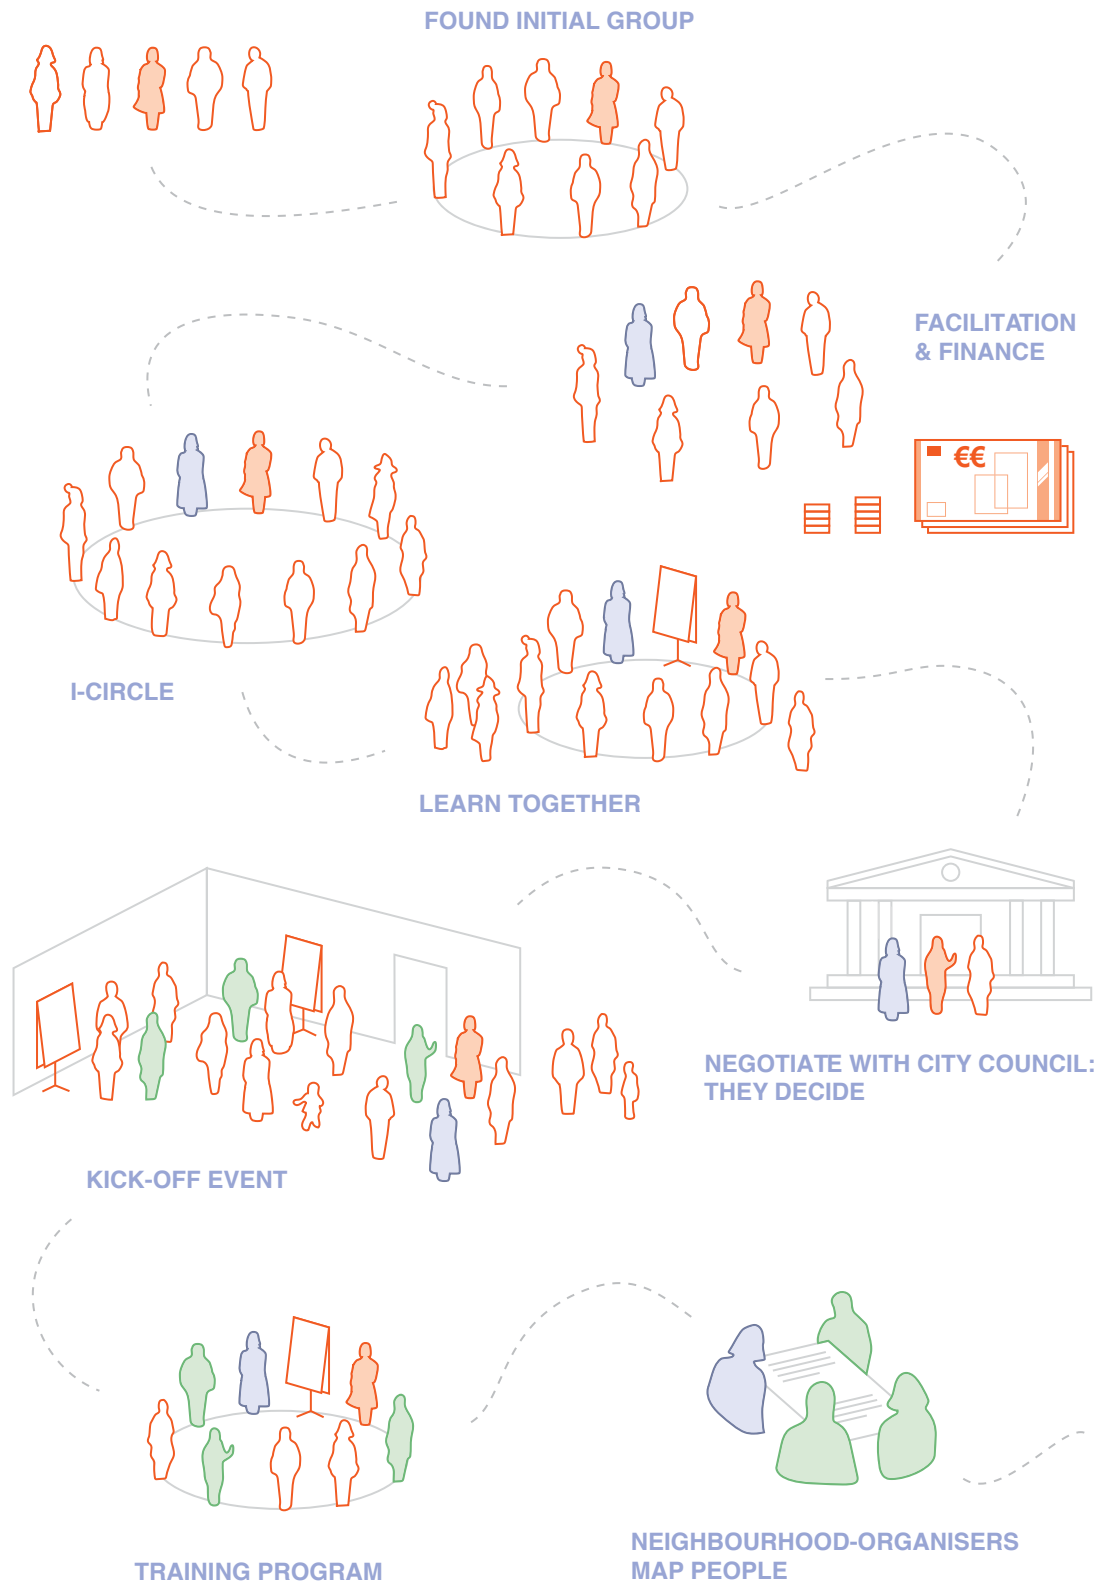 FOUND INITIAL GROUP
FACILITATION
& FINANCE
€€
I-CIRCLE
LEARN TOGETHER
NEGOTIATE WITH CITY COUNCIL:
THEY DECIDE
KICK-OFF EVENT
TRAINING PROGRAM
NEIGHBOURHOOD-ORGANISERS
MAP PEOPLE